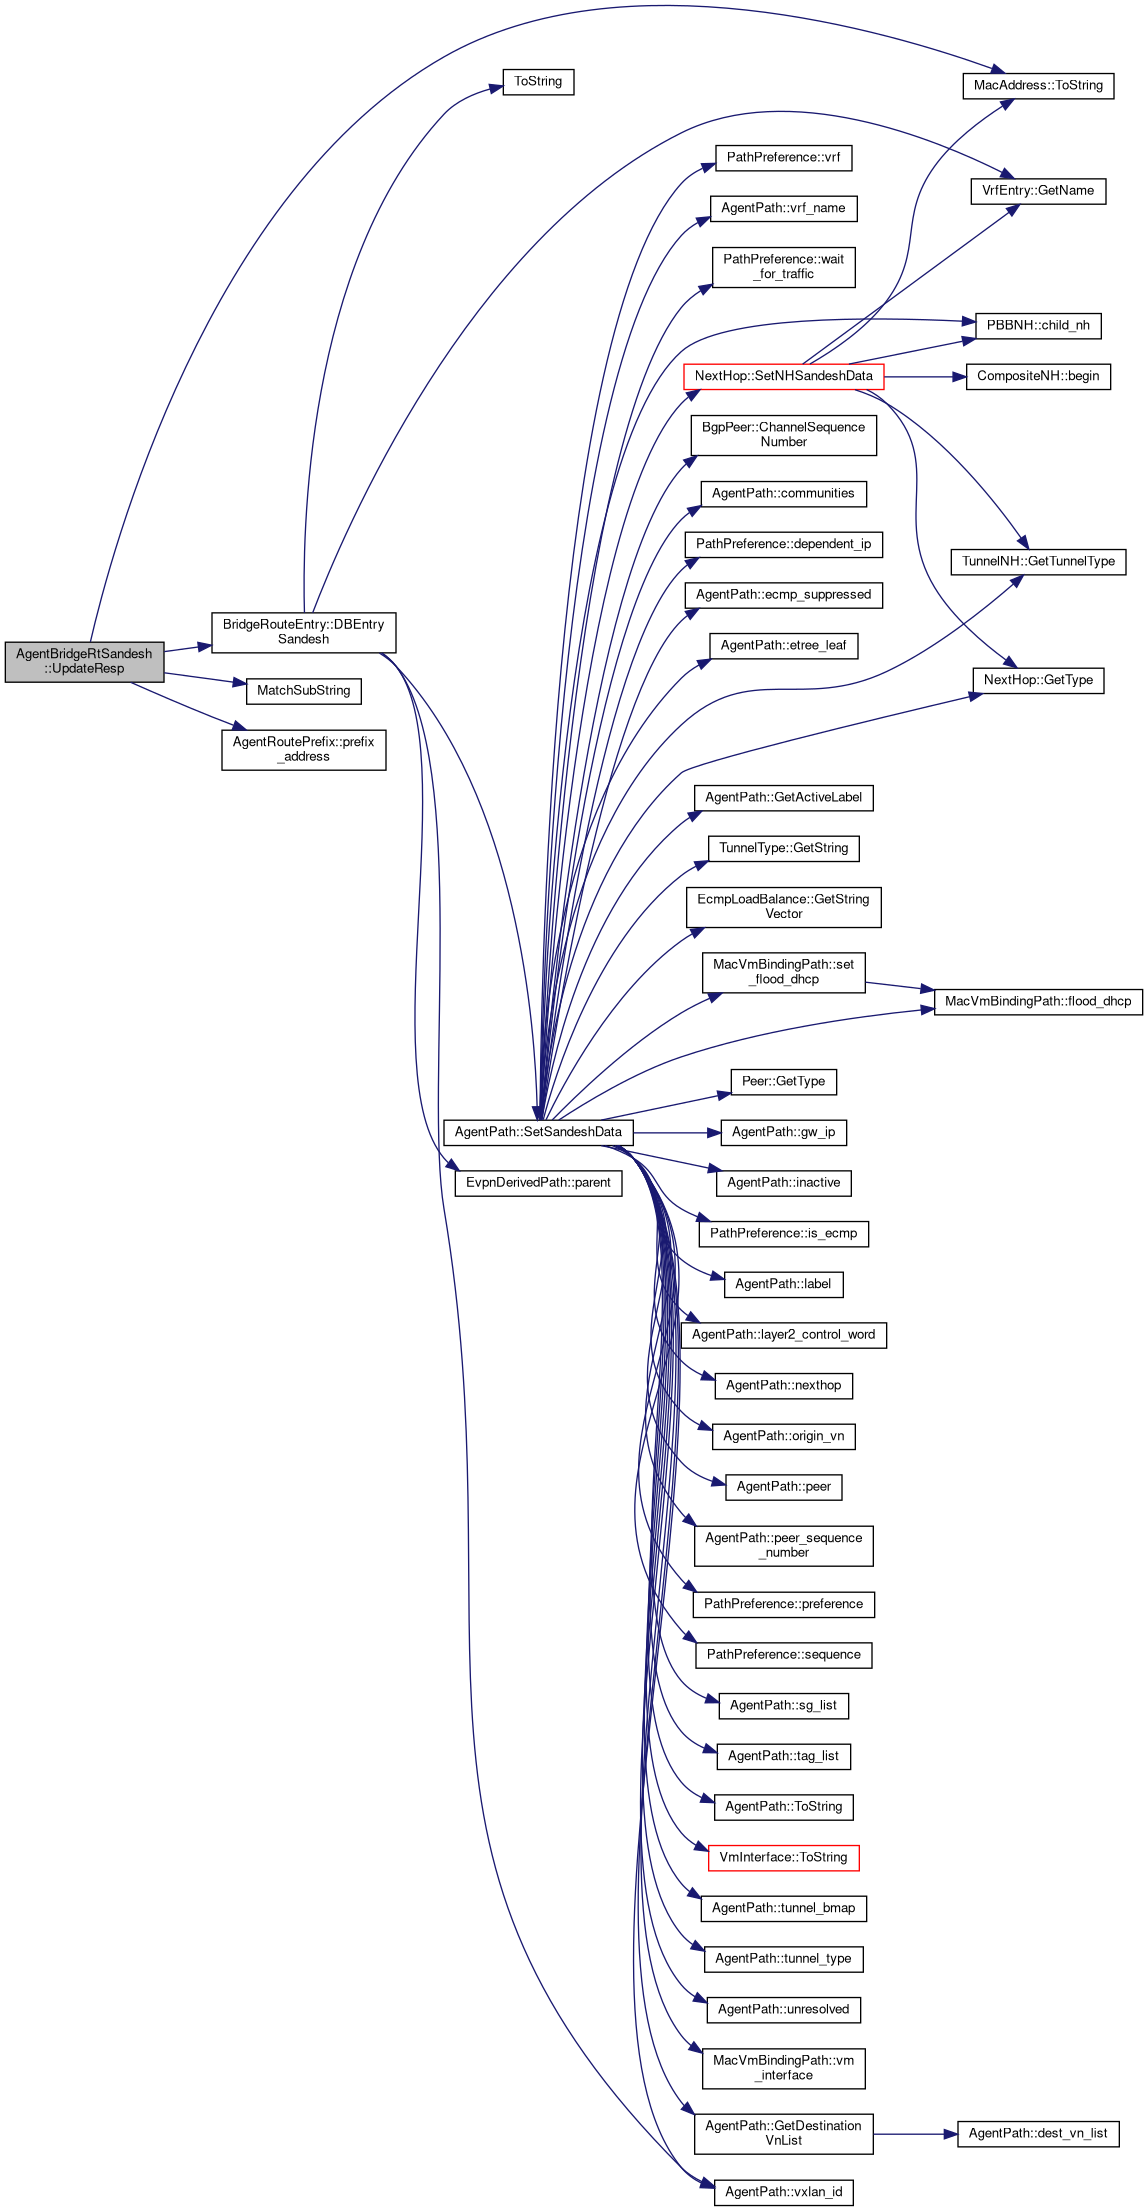 AgentBridgeRtSandesh
::UpdateResp
BridgeRouteEntry::DBEntry
Sandesh
MatchSubString
AgentRoutePrefix::prefix
_address
ToString
AgentPath::SetSandeshData
EvpnDerivedPath::parent
PathPreference::vrf
AgentPath::vrf_name
PathPreference::wait
_for_traffic
NextHop::SetNHSandeshData
BgpPeer::ChannelSequence
Number
AgentPath::communities
PathPreference::dependent_ip
AgentPath::ecmp_suppressed
AgentPath::etree_leaf
AgentPath::GetActiveLabel
TunnelType::GetString
EcmpLoadBalance::GetString
Vector
MacVmBindingPath::set
_flood_dhcp
Peer::GetType
AgentPath::gw_ip
AgentPath::inactive
PathPreference::is_ecmp
AgentPath::label
AgentPath::layer2_control_word
AgentPath::nexthop
AgentPath::origin_vn
AgentPath::peer
AgentPath::peer_sequence
_number
PathPreference::preference
PathPreference::sequence
AgentPath::sg_list
AgentPath::tag_list
AgentPath::ToString
VmInterface::ToString
AgentPath::tunnel_bmap
AgentPath::tunnel_type
AgentPath::unresolved
MacVmBindingPath::vm
_interface
AgentPath::GetDestination
VnList
AgentPath::vxlan_id
MacAddress::ToString
VrfEntry::GetName
PBBNH::child_nh
CompositeNH::begin
TunnelNH::GetTunnelType
NextHop::GetType
MacVmBindingPath::flood_dhcp
AgentPath::dest_vn_list